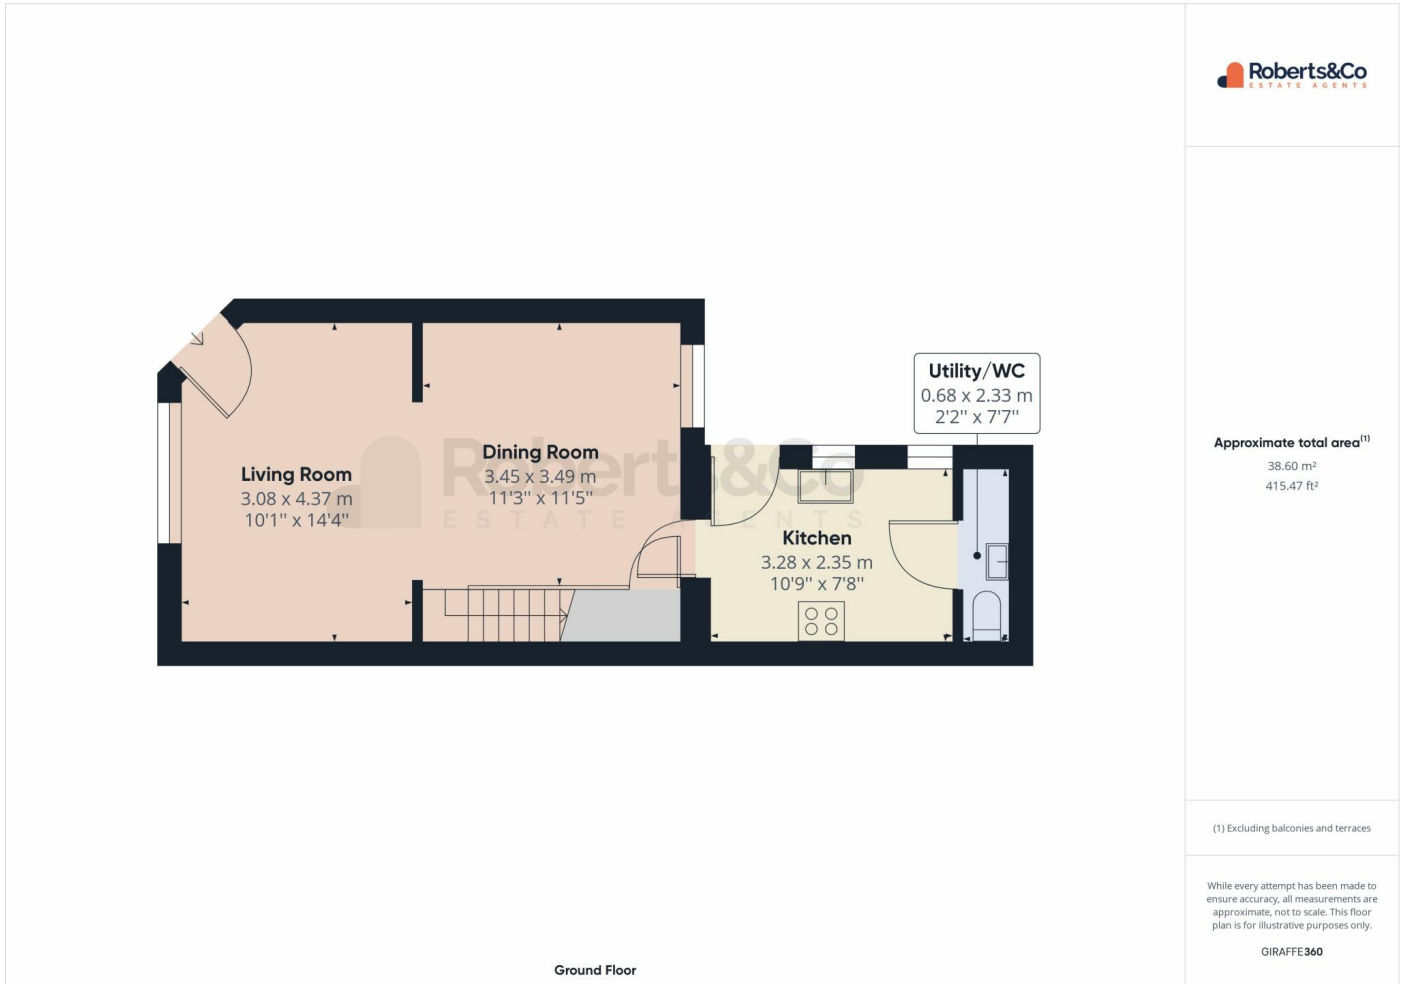 Roberts&Co
ESTATE AGENTS
Utility/WC
0.68 x 2.33 m
2'2'' x 7'7''
Dining Room
3.45 x 3.49 m
11'3'' x 11'5''
Living Room
3.08 x 4.37 m
10'1'' x 14'4''
Roberts&Co
ESTATE AGENTS
Kitchen
3.28 x 2.35 m
10'9'' x 7'8''
Ground Floor
Approximate total area(1)
38.60 m²
415.47 ft²
(1) Excluding balconies and terraces
While every attempt has been made to
ensure accuracy, all measurements are
approximate, not to scale. This floor
plan is for illustrative purposes only.
GIRAFFE360